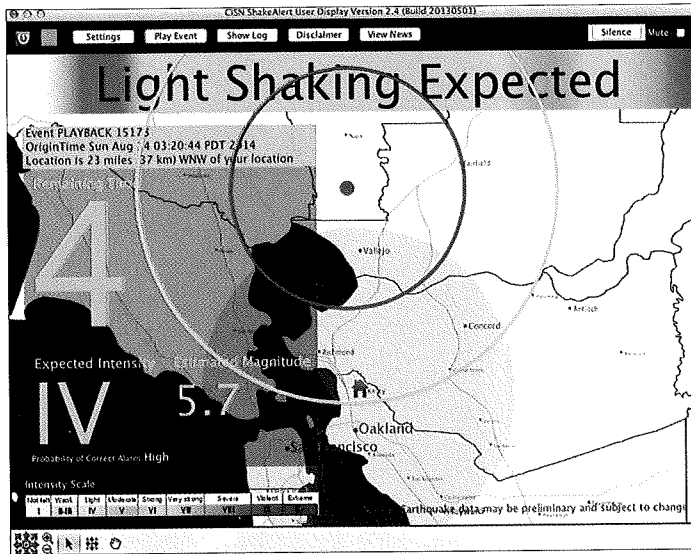 CISN ShakeAlert User Display Version 2.4 (Build 20130501)
Settings Play Event Show Log Disclaimer View News Silence Mute
Light Shaking Expected
Event PLAYBACK 15173
OriginTime Sun Aug 4 03:20:44 PDT 2014
Location is 23 miles 37 km) WNW of your location
Remaining Time
4
Napa
Fairfield
Vallejo
Concord
Antioch
Richmond
Expected Intensity Estimated Magnitude
IV 5.7
Oakland
San Francisco
Probability of Correct Alarm: High
Intensity Scale
Not felt Weak Light Moderate Strong Very strong Severe Violent Extreme
I II-III IV V VI VII VIII
Earthquake data may be preliminary and subject to change